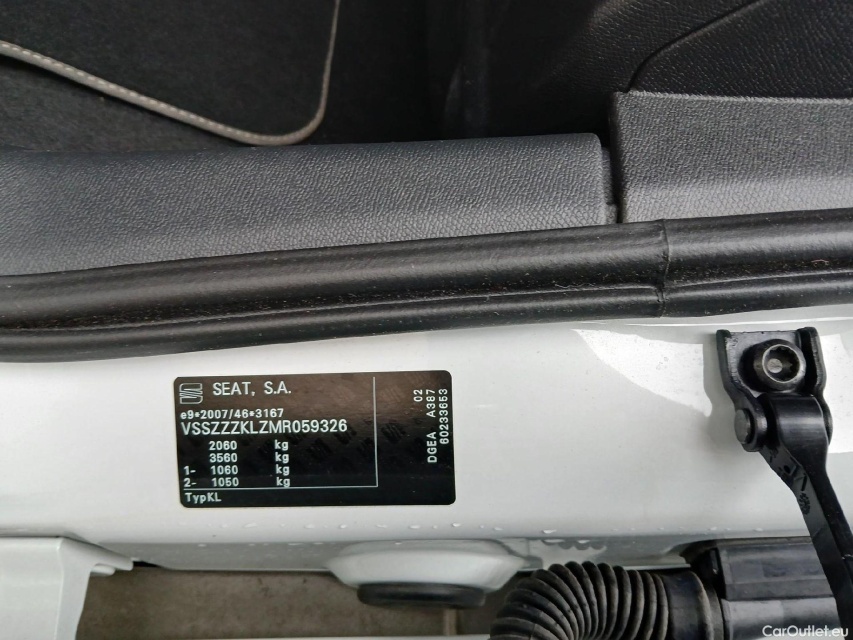 SEAT, S.A.
e9*2007/46*3167
VSSZZZKLZMR059326
2060 kg
3560 kg
1- 1060 kg
2- 1050 kg
TypKL
DGEA A387 02
60233653
CarOutlet.eu